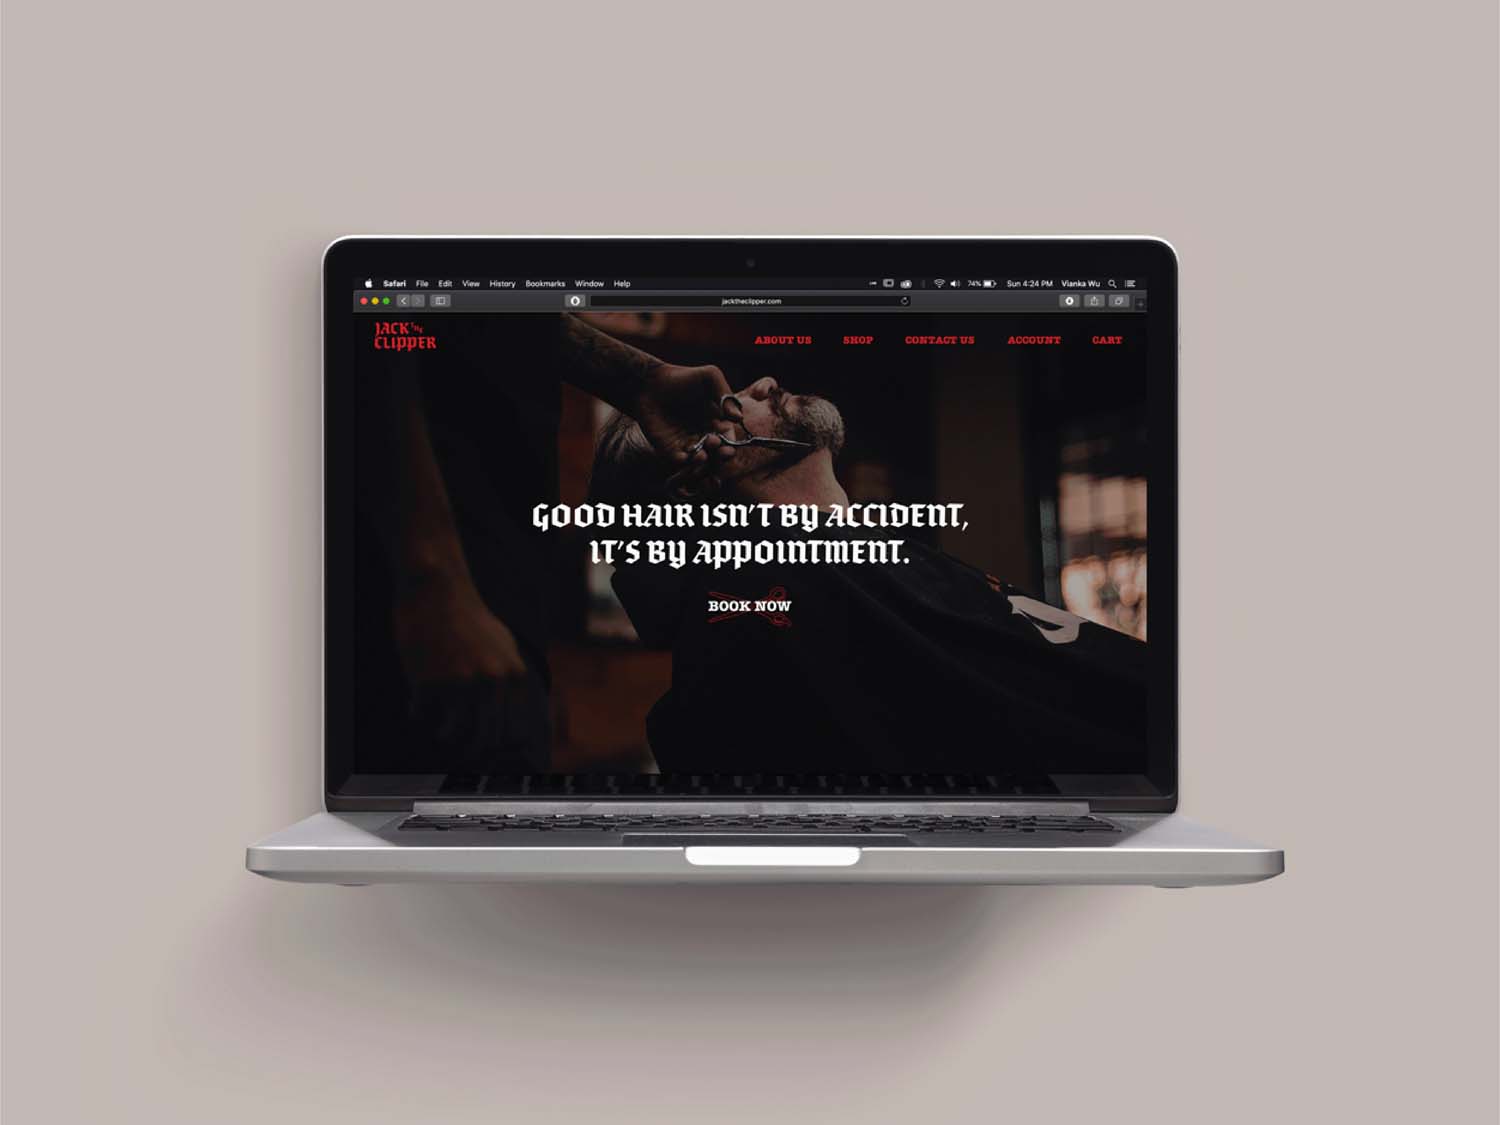 Safari File Edit View History Bookmarks Window Help 74% Sun 4:24 PM Vianka Wu
jacktheclipper.com
JACK THE
CLIPPER
ABOUT US SHOP CONTACT US ACCOUNT CART
GOOD HAIR ISN'T BY ACCIDENT,
IT'S BY APPOINTMENT.
BOOK NOW